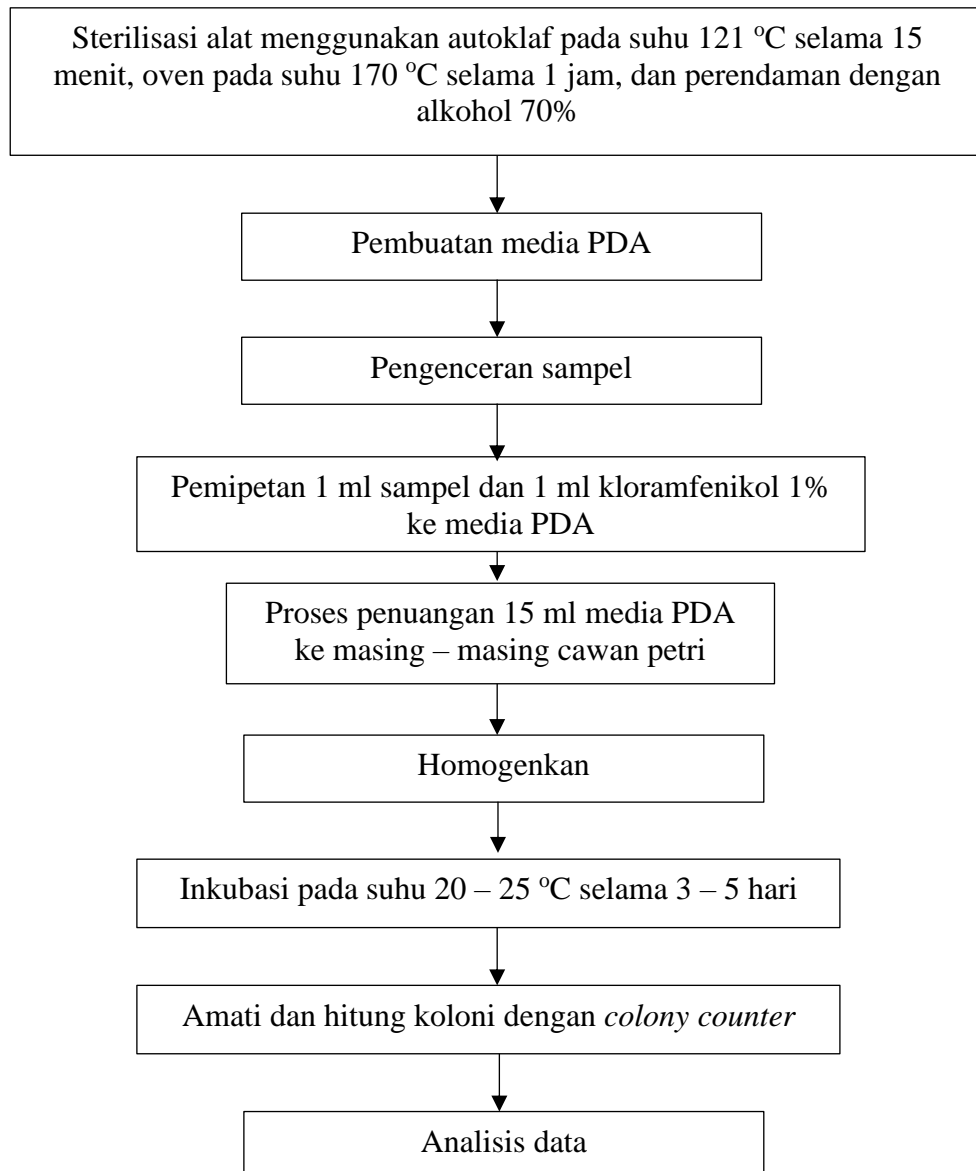 Sterilisasi alat menggunakan autoklaf pada suhu 121 °C selama 15
menit, oven pada suhu 170 °C selama 1 jam, dan perendaman dengan
alkohol 70%
Pembuatan media PDA
Pengenceran sampel
Pemipetan 1 ml sampel dan 1 ml kloramfenikol 1%
ke media PDA
Proses penuangan 15 ml media PDA
ke masing – masing cawan petri
Homogenkan
Inkubasi pada suhu 20 – 25 °C selama 3 – 5 hari
Amati dan hitung koloni dengan colony counter
Analisis data